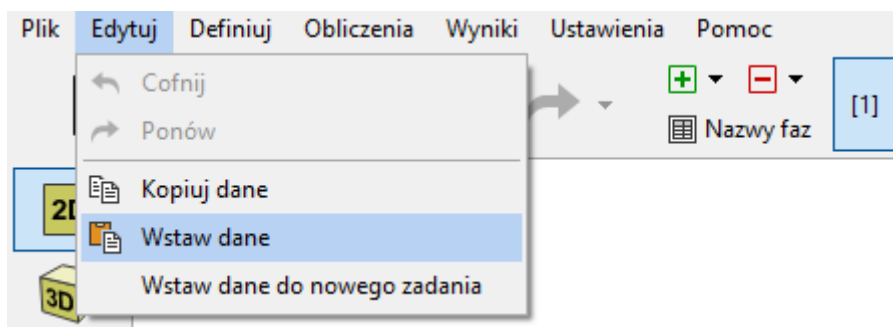 Plik Edytuj Definiuj Obliczenia Wyniki Ustawienia Pomoc
Cofnij
Ponów
[1]
Nazwy faz
Kopiuj dane
2D
Wstaw dane
Wstaw dane do nowego zadania
3D